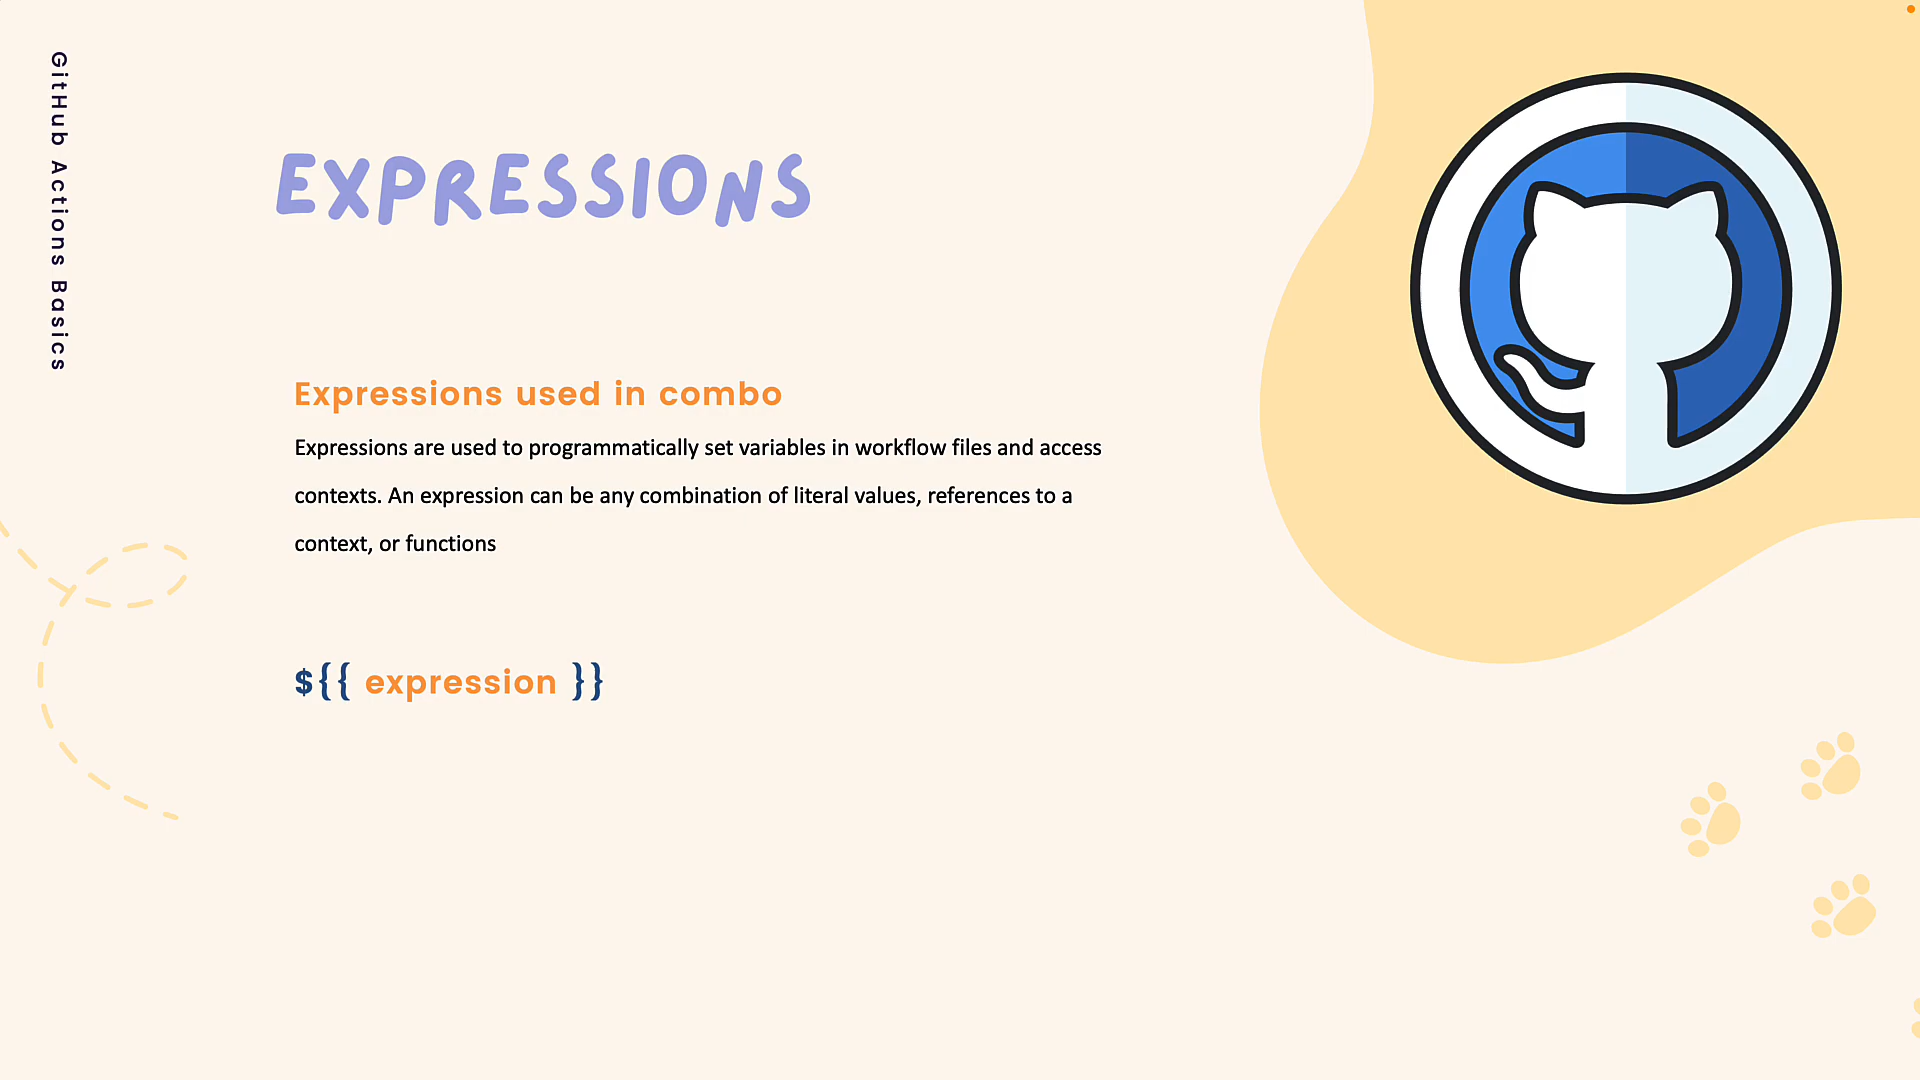 GitHub Actions Basics
EXPRESSIONS
Expressions used in combo
Expressions are used to programmatically set variables in workflow files and access
contexts. An expression can be any combination of literal values, references to a
context, or functions
${{ expression }}